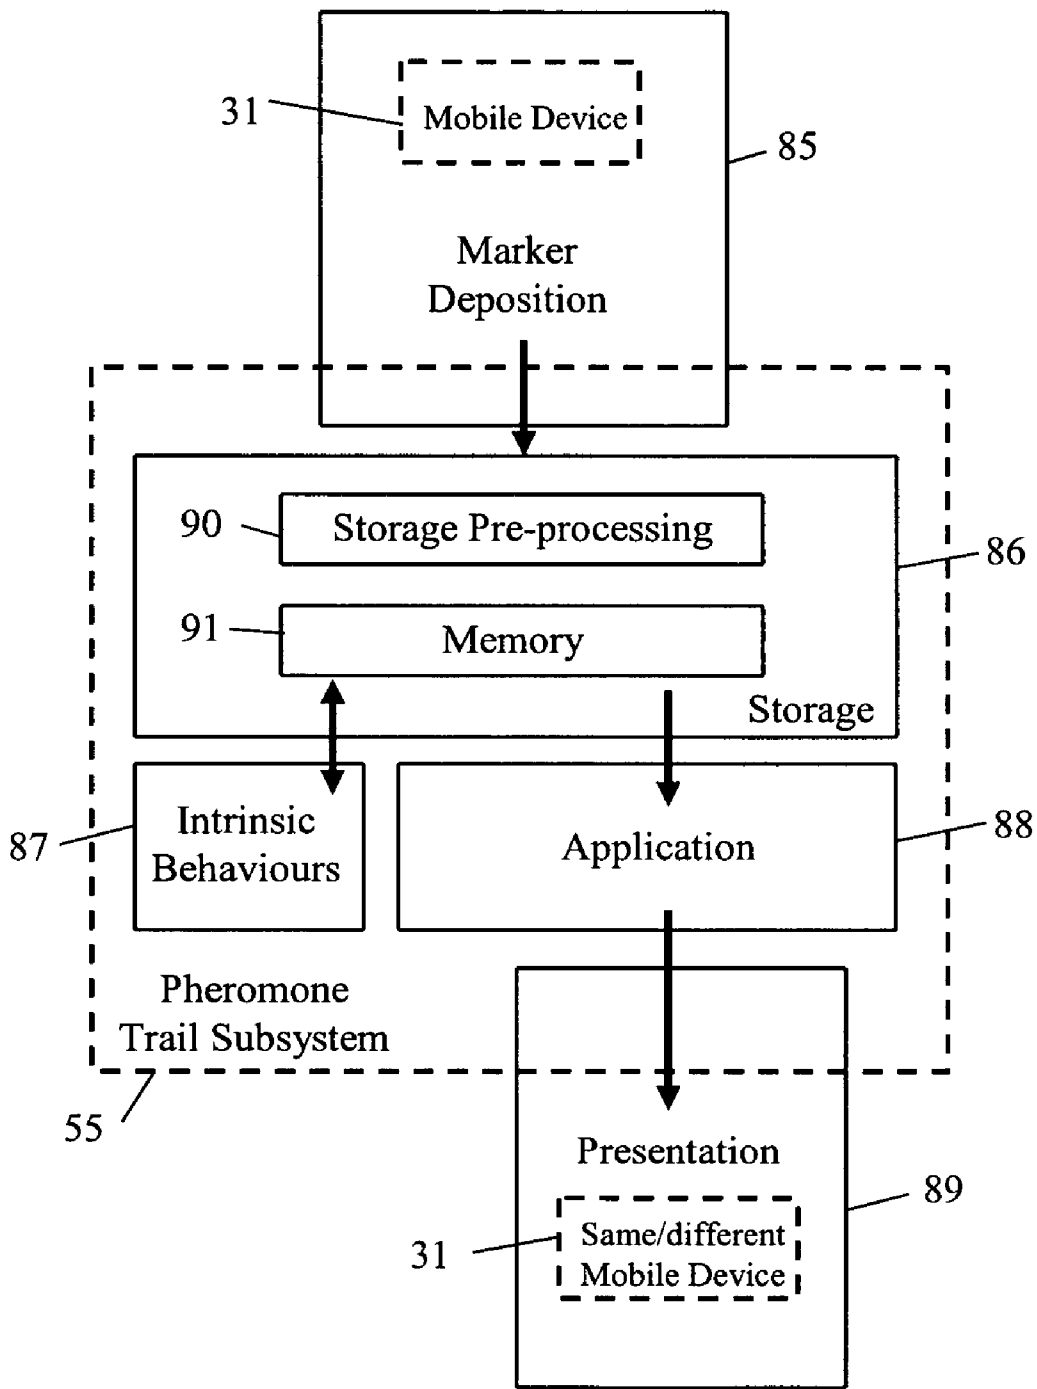 31
Mobile Device
85
Marker
Deposition
90
Storage Pre-processing
86
91
Memory
Storage
87
Intrinsic
Behaviours
Application
88
Pheromone
Trail Subsystem
55
Presentation
89
31
Same/different
Mobile Device